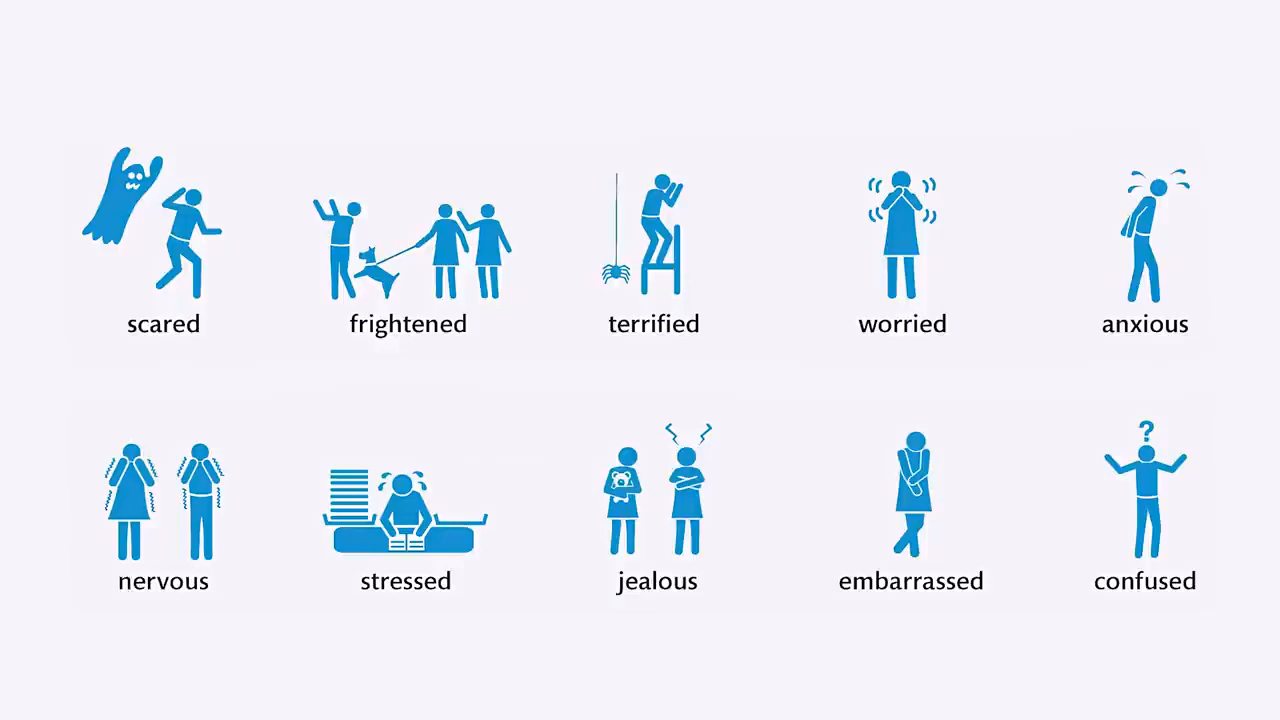 scared
frightened
terrified
worried
anxious
?
nervous
stressed
jealous
embarrassed
confused